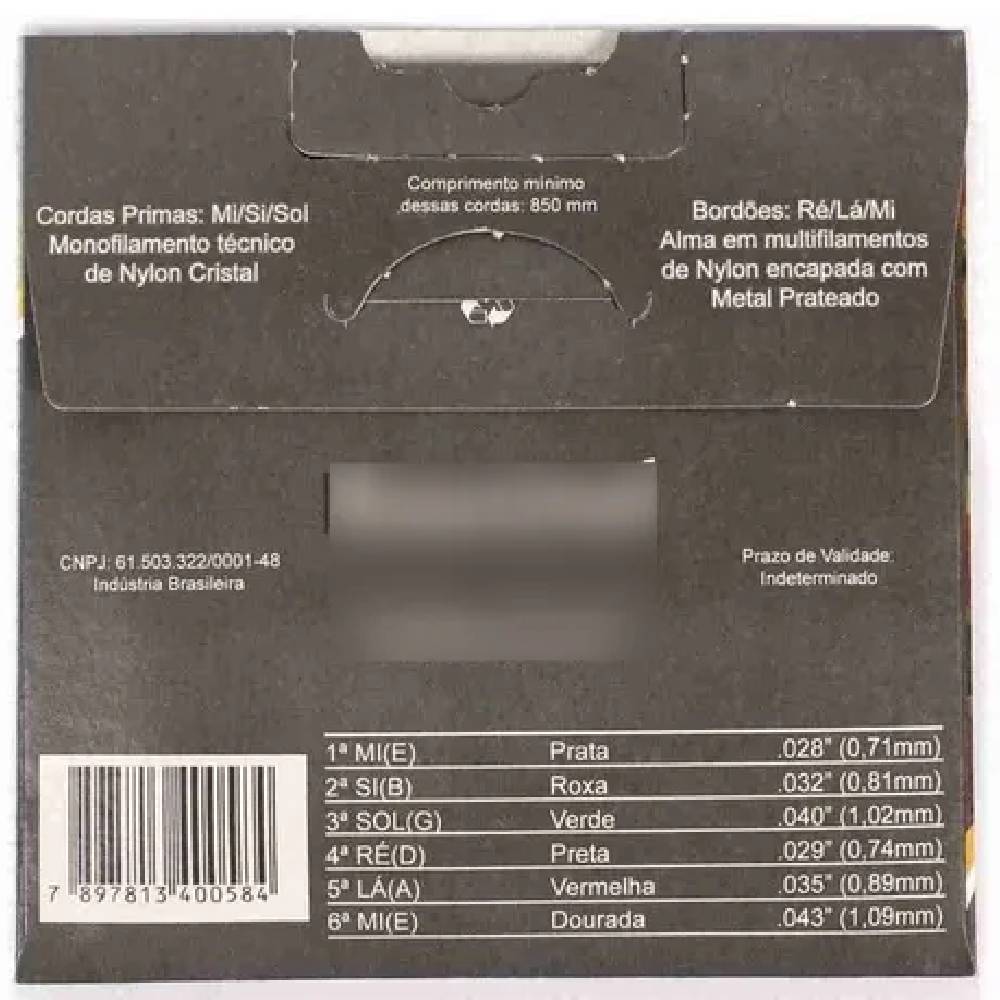 Comprimento mínimo
dessas cordas: 850 mm
Cordas Primas: Mi/Si/Sol
Monofilamento técnico
de Nylon Cristal
Bordões: Ré/Lá/Mi
Alma em multifilamentos
de Nylon encapada com
Metal Prateado
CNPJ: 61.503.322/0001-48
Indústria Brasileira
Prazo de Validade:
Indeterminado
1ª MI(E) Prata .028" (0,71mm)
2ª SI(B) Roxa .032" (0,81mm)
3ª SOL(G) Verde .040" (1,02mm)
4ª RÉ(D) Preta .029" (0,74mm)
5ª LÁ(A) Vermelha .035" (0,89mm)
6ª MI(E) Dourada .043" (1,09mm)
7 897813 400584